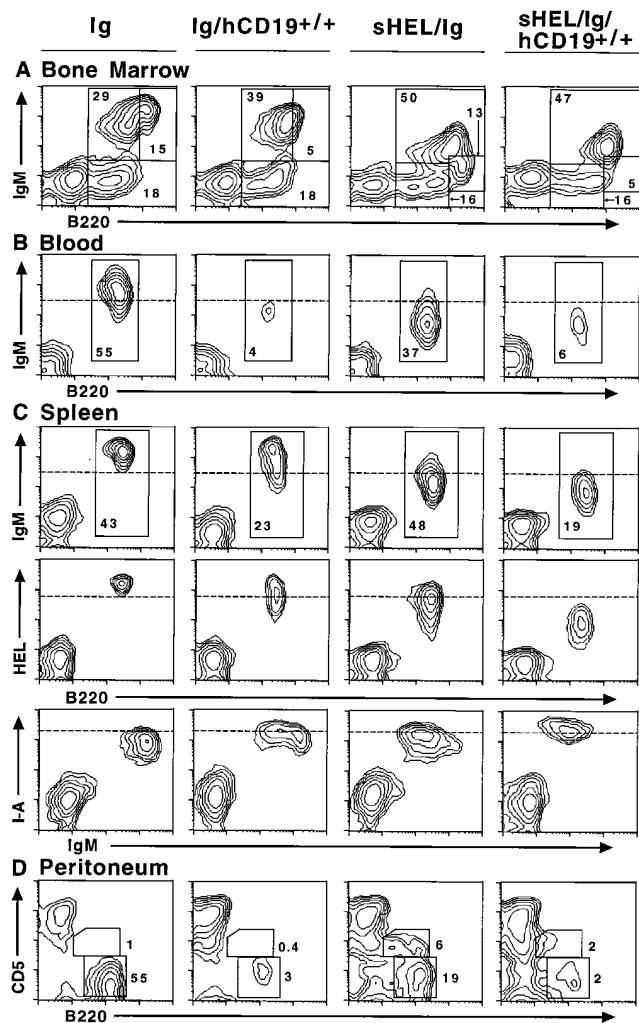 Ig
Ig/hCD19+/+
sHEL/Ig
sHEL/Ig/
hCD19+/+
A Bone Marrow
IgM
29
15
18
39
5
18
50
13
16
47
5
16
B220
B Blood
IgM
55
4
37
6
B220
C Spleen
IgM
43
23
48
19
HEL
B220
I-A
IgM
D Peritoneum
CD5
1
55
0.4
3
6
19
2
2
B220